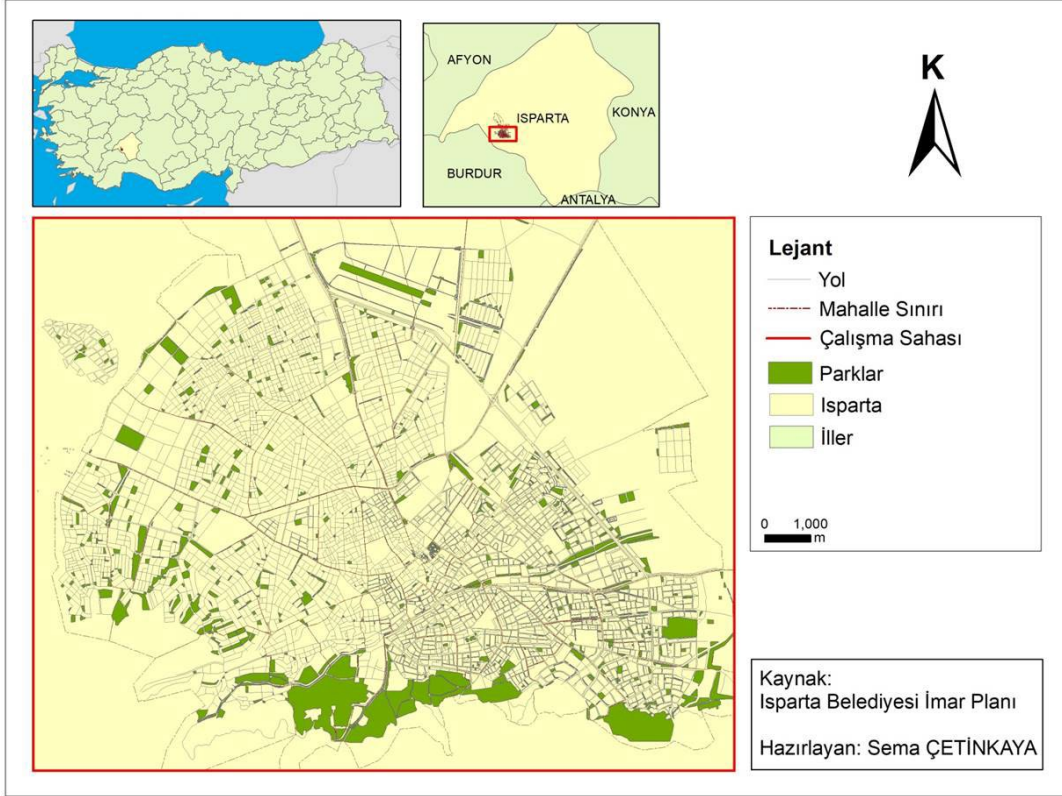 AFYON
ISPARTA
KONYA
BURDUR
ANTALYA
K
Lejant
Yol
Mahalle Sınırı
Çalışma Sahası
Parklar
Isparta
İller
0 1,000
m
Kaynak:
Isparta Belediyesi İmar Planı
Hazırlayan: Sema ÇETİNKAYA